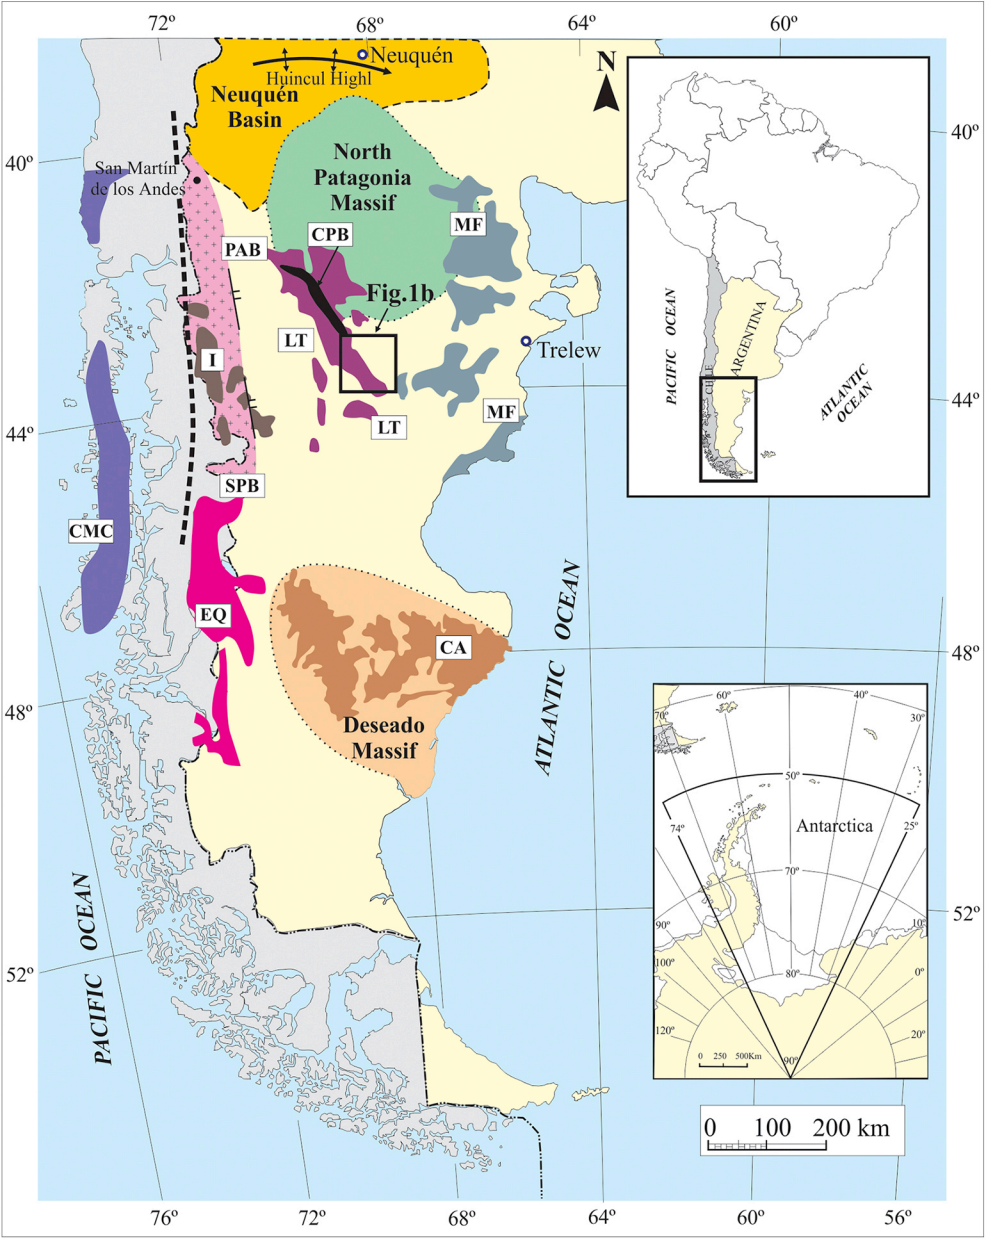 72º
68º
64º
60º
Neuquén
Huincul Highl
Neuquén
Basin
N
40º
40º
San Martín
de los Andes
North
Patagonia
Massif
MF
PAB
CPB
Fig.1b
LT
Trelew
I
LT
MF
44º
44º
SPB
CMC
EQ
CA
Deseado
Massif
48º
48º
ATLANTIC OCEAN
PACIFIC OCEAN
ARGENTINA
CHILE
ATLANTIC
OCEAN
60º
40º
70º
30º
50º
74º
Antarctica
25º
70º
90º
10º
100º
80º
0º
120º
20º
90º
0 250 500Km
52º
52º
PACIFIC OCEAN
0 100 200 km
76º
72º
68º
64º
60º
56º